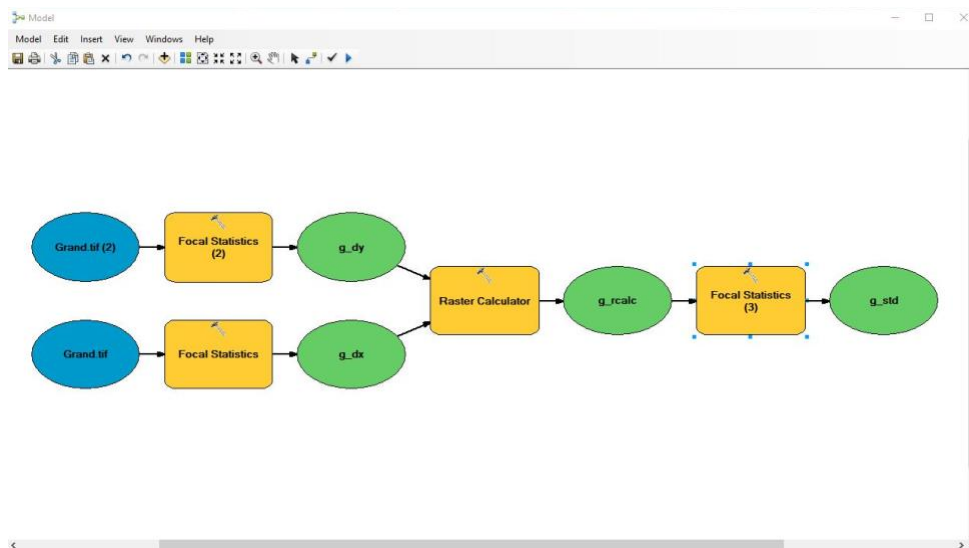 Model
Model Edit Insert View Windows Help
Grand.tif (2)
Focal Statistics
(2)
g_dy
Raster Calculator
g_rcalc
Focal Statistics
(3)
g_std
Grand.tif
Focal Statistics
g_dx